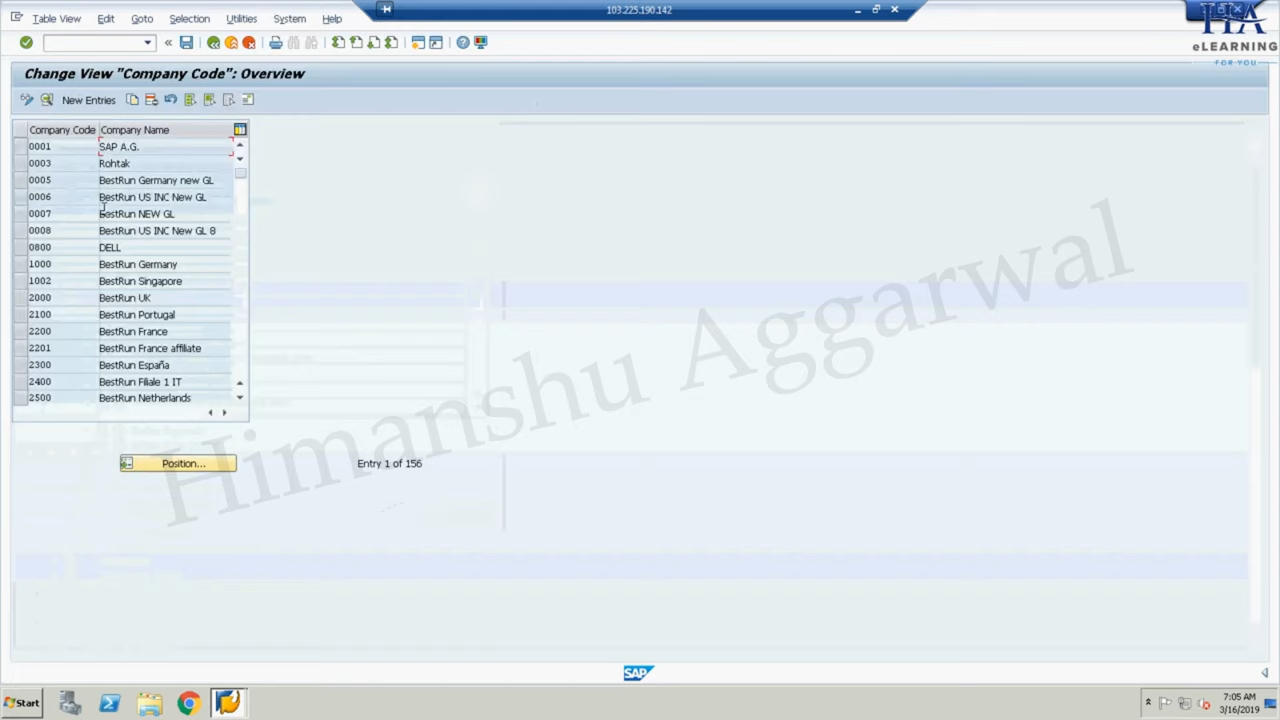 Table View Edit Goto Selection Utilities System Help
103.225.190.142
HA
eLEARNING
FOR YOU
Change View "Company Code": Overview
New Entries
Company Code Company Name
0001 SAP A.G.
0003 Rohtak
0005 BestRun Germany new GL
0006 BestRun US INC New GL
0007 BestRun NEW GL
0008 BestRun US INC New GL 8
0800 DELL
1000 BestRun Germany
1002 BestRun Singapore
2000 BestRun UK
2100 BestRun Portugal
2200 BestRun France
2201 BestRun France affiliate
2300 BestRun España
2400 BestRun Filiale 1 IT
2500 BestRun Netherlands
Position... Entry 1 of 156
Himanshu Aggarwal
SAP
Start
7:05 AM
3/16/2019